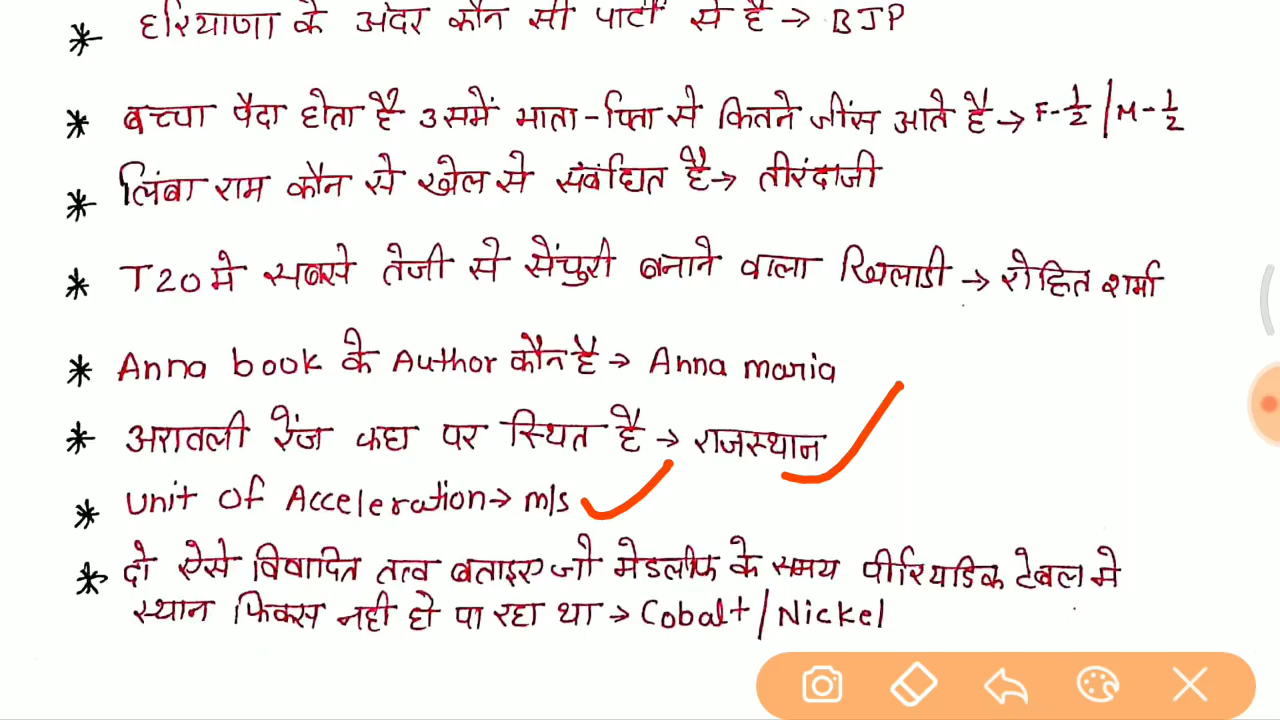 * हरियाणा के अंदर कौन सी पार्टी से है → BJP
* बच्चा पैदा होता है उसमें माता-पिता से कितने जींस आते है → F-1/2 | M-1/2
* लिंबा राम कौन से खेल से संबंधित है → तीरंदाजी
* T20 मे सबसे तेजी से सेंचुरी बनाने वाला खिलाडी → रोहित शर्मा
* Anna book के Author कौन है → Anna maria
* अरावली रेंज कहा पर स्थित है → राजस्थान
* Unit Of Acceleration → m/s
* दो ऐसे विवादित तत्व बताइए जो मेडलीफ के समय पीरियडिक टेबल मे
स्थान फिक्स नही हो पा रहा था → Cobalt/Nickel